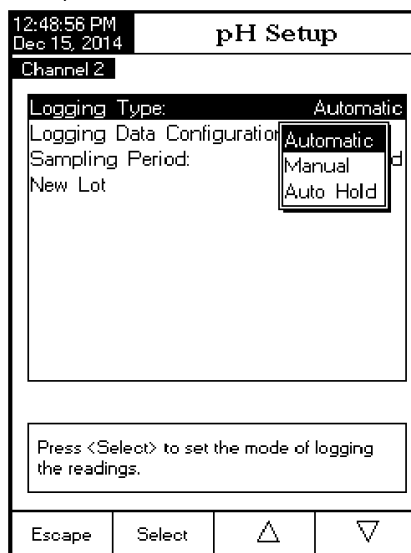 12:48:56 PM
Dec 15, 2014
pH Setup
Channel 2
Logging Type: Automatic
Logging Data Configuration
Sampling Period: d
New Lot
Automatic
Manual
Auto Hold
Press <Select> to set the mode of logging
the readings.
Escape Select